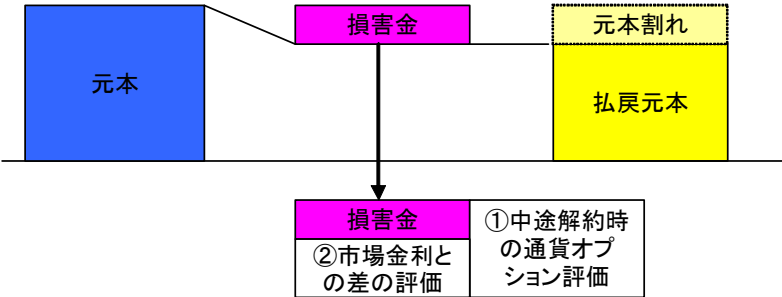 元本
損害金
元本割れ
払戻元本
損害金
②市場金利と
の差の評価
①中途解約時
の通貨オプ
ション評価